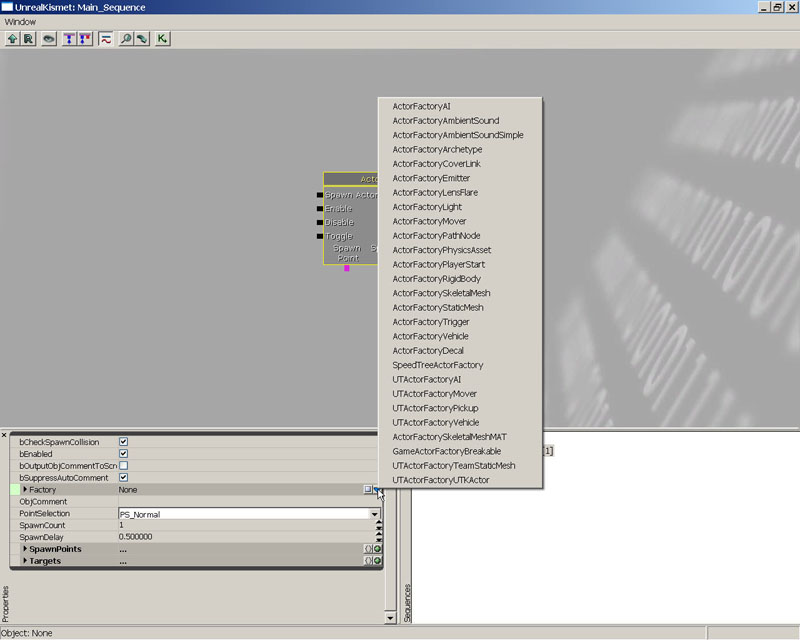 UnrealKismet: Main_Sequence
Window
ActorFactoryAI
ActorFactoryAmbientSound
ActorFactoryAmbientSoundSimple
ActorFactoryArchetype
ActorFactoryCoverLink
ActorFactoryEmitter
ActorFactoryLensFlare
ActorFactoryLight
ActorFactoryMover
ActorFactoryPathNode
ActorFactoryPhysicsAsset
ActorFactoryPlayerStart
ActorFactoryRigidBody
ActorFactorySkeletalMesh
ActorFactoryStaticMesh
ActorFactoryTrigger
ActorFactoryVehicle
ActorFactoryDecal
SpeedTreeActorFactory
UTActorFactoryAI
UTActorFactoryMover
UTActorFactoryPickup
UTActorFactoryVehicle
ActorFactorySkeletalMeshMAT
GameActorFactoryBreakable
UTActorFactoryTeamStaticMesh
UTActorFactoryUTKActor
Acto
Spawn Actor
Enable
Disable
Toggle
Spawn S
Point
[1]
bCheckSpawnCollision
bEnabled
bOutputObjCommentToScr
bSuppressAutoComment
Factory None
ObjComment
PointSelection PS_Normal
SpawnCount 1
SpawnDelay 0.500000
SpawnPoints ...
Targets ...
Properties
Sequences
Object: None